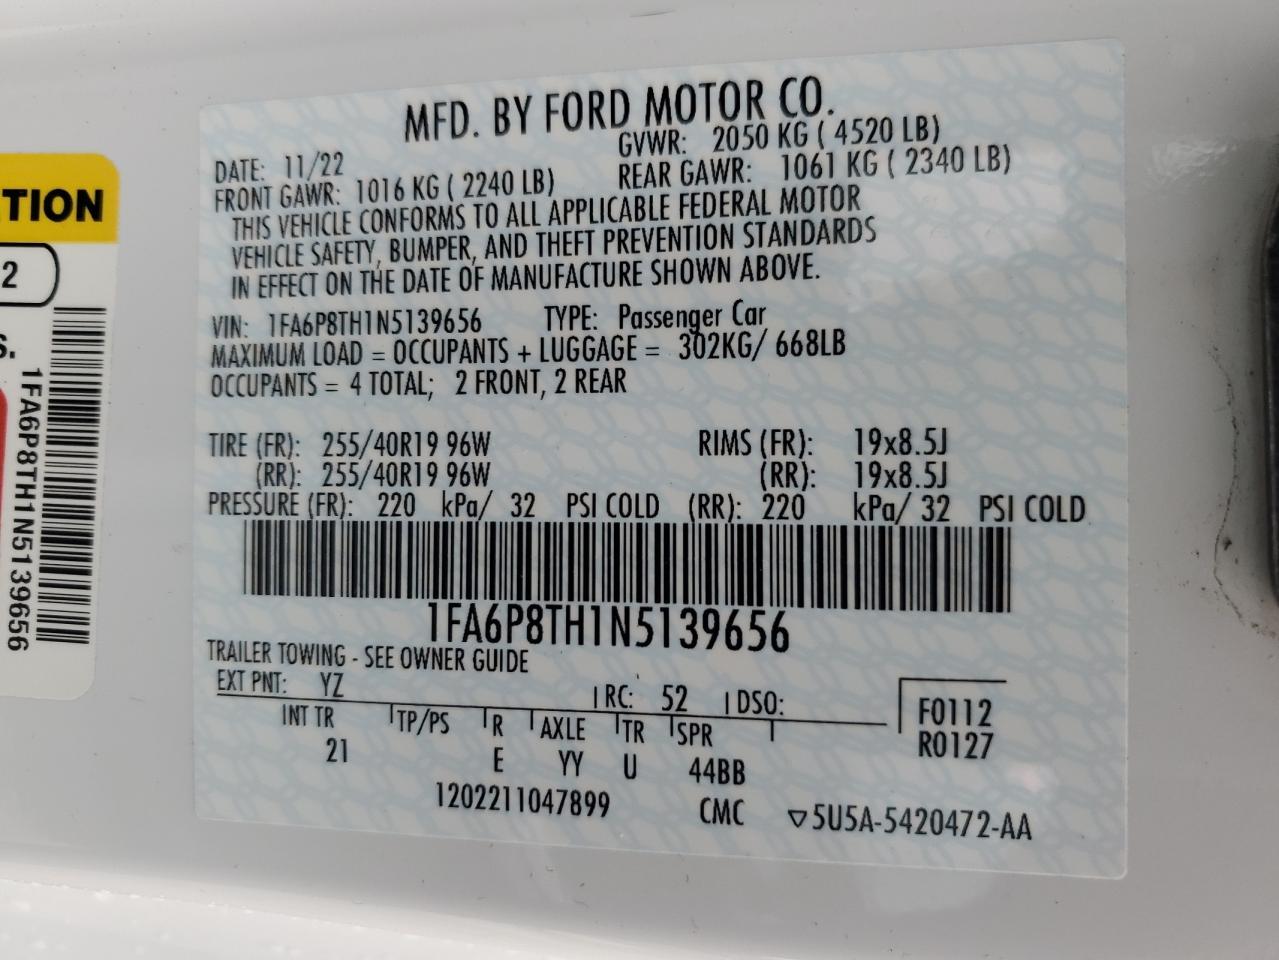 MFD. BY FORD MOTOR CO.
DATE: 11/22 GVWR: 2050 KG ( 4520 LB)
FRONT GAWR: 1016 KG ( 2240 LB) REAR GAWR: 1061 KG ( 2340 LB)
THIS VEHICLE CONFORMS TO ALL APPLICABLE FEDERAL MOTOR
VEHICLE SAFETY, BUMPER, AND THEFT PREVENTION STANDARDS
IN EFFECT ON THE DATE OF MANUFACTURE SHOWN ABOVE.
VIN: 1FA6P8TH1N5139656 TYPE: Passenger Car
MAXIMUM LOAD = OCCUPANTS + LUGGAGE = 302KG/ 668LB
OCCUPANTS = 4 TOTAL; 2 FRONT, 2 REAR
TIRE (FR): 255/40R19 96W RIMS (FR): 19x8.5J
(RR): 255/40R19 96W (RR): 19x8.5J
PRESSURE (FR): 220 kPa/ 32 PSI COLD (RR): 220 kPa/ 32 PSI COLD
1FA6P8TH1N5139656
TRAILER TOWING - SEE OWNER GUIDE
EXT PNT: YZ RC: 52 DSO:
INT TR TP/PS R AXLE TR SPR
21 E YY U 44BB
F0112
R0127
1202211047899 CMC ▽5U5A-5420472-AA
TION
2
S.
1FA6P8TH1N5139656